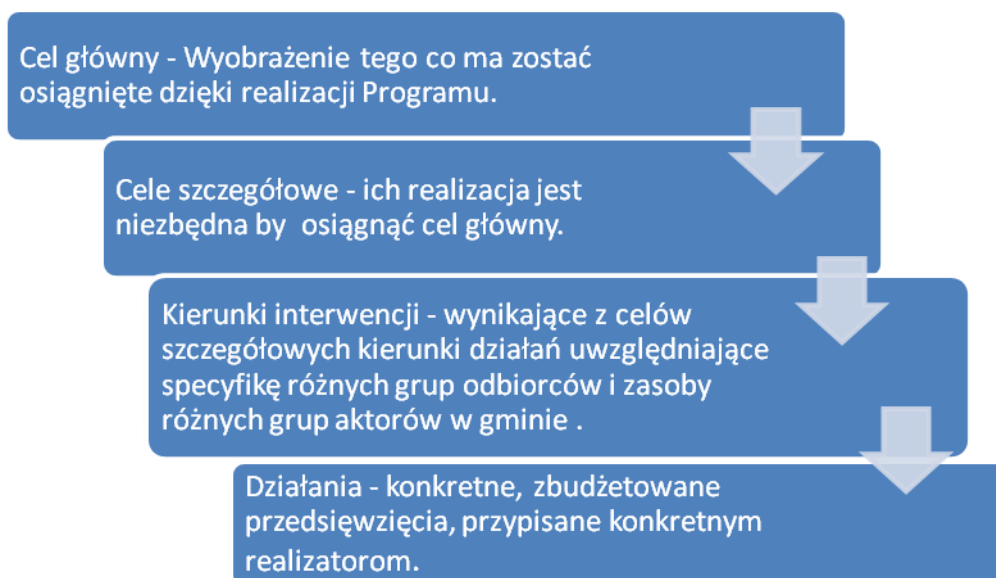 Cel główny - Wyobrażenie tego co ma zostać
osiągnięte dzięki realizacji Programu.
Cele szczegółowe - ich realizacja jest
niezbędna by  osiągnąć cel główny.
Kierunki interwencji - wynikające z celów
szczegółowych kierunki działań uwzględniające
specyfikę różnych grup odbiorców i zasoby
różnych grup aktorów w gminie .
Działania - konkretne, zbudżetowane
przedsięwzięcia, przypisane konkretnym
realizatorom.